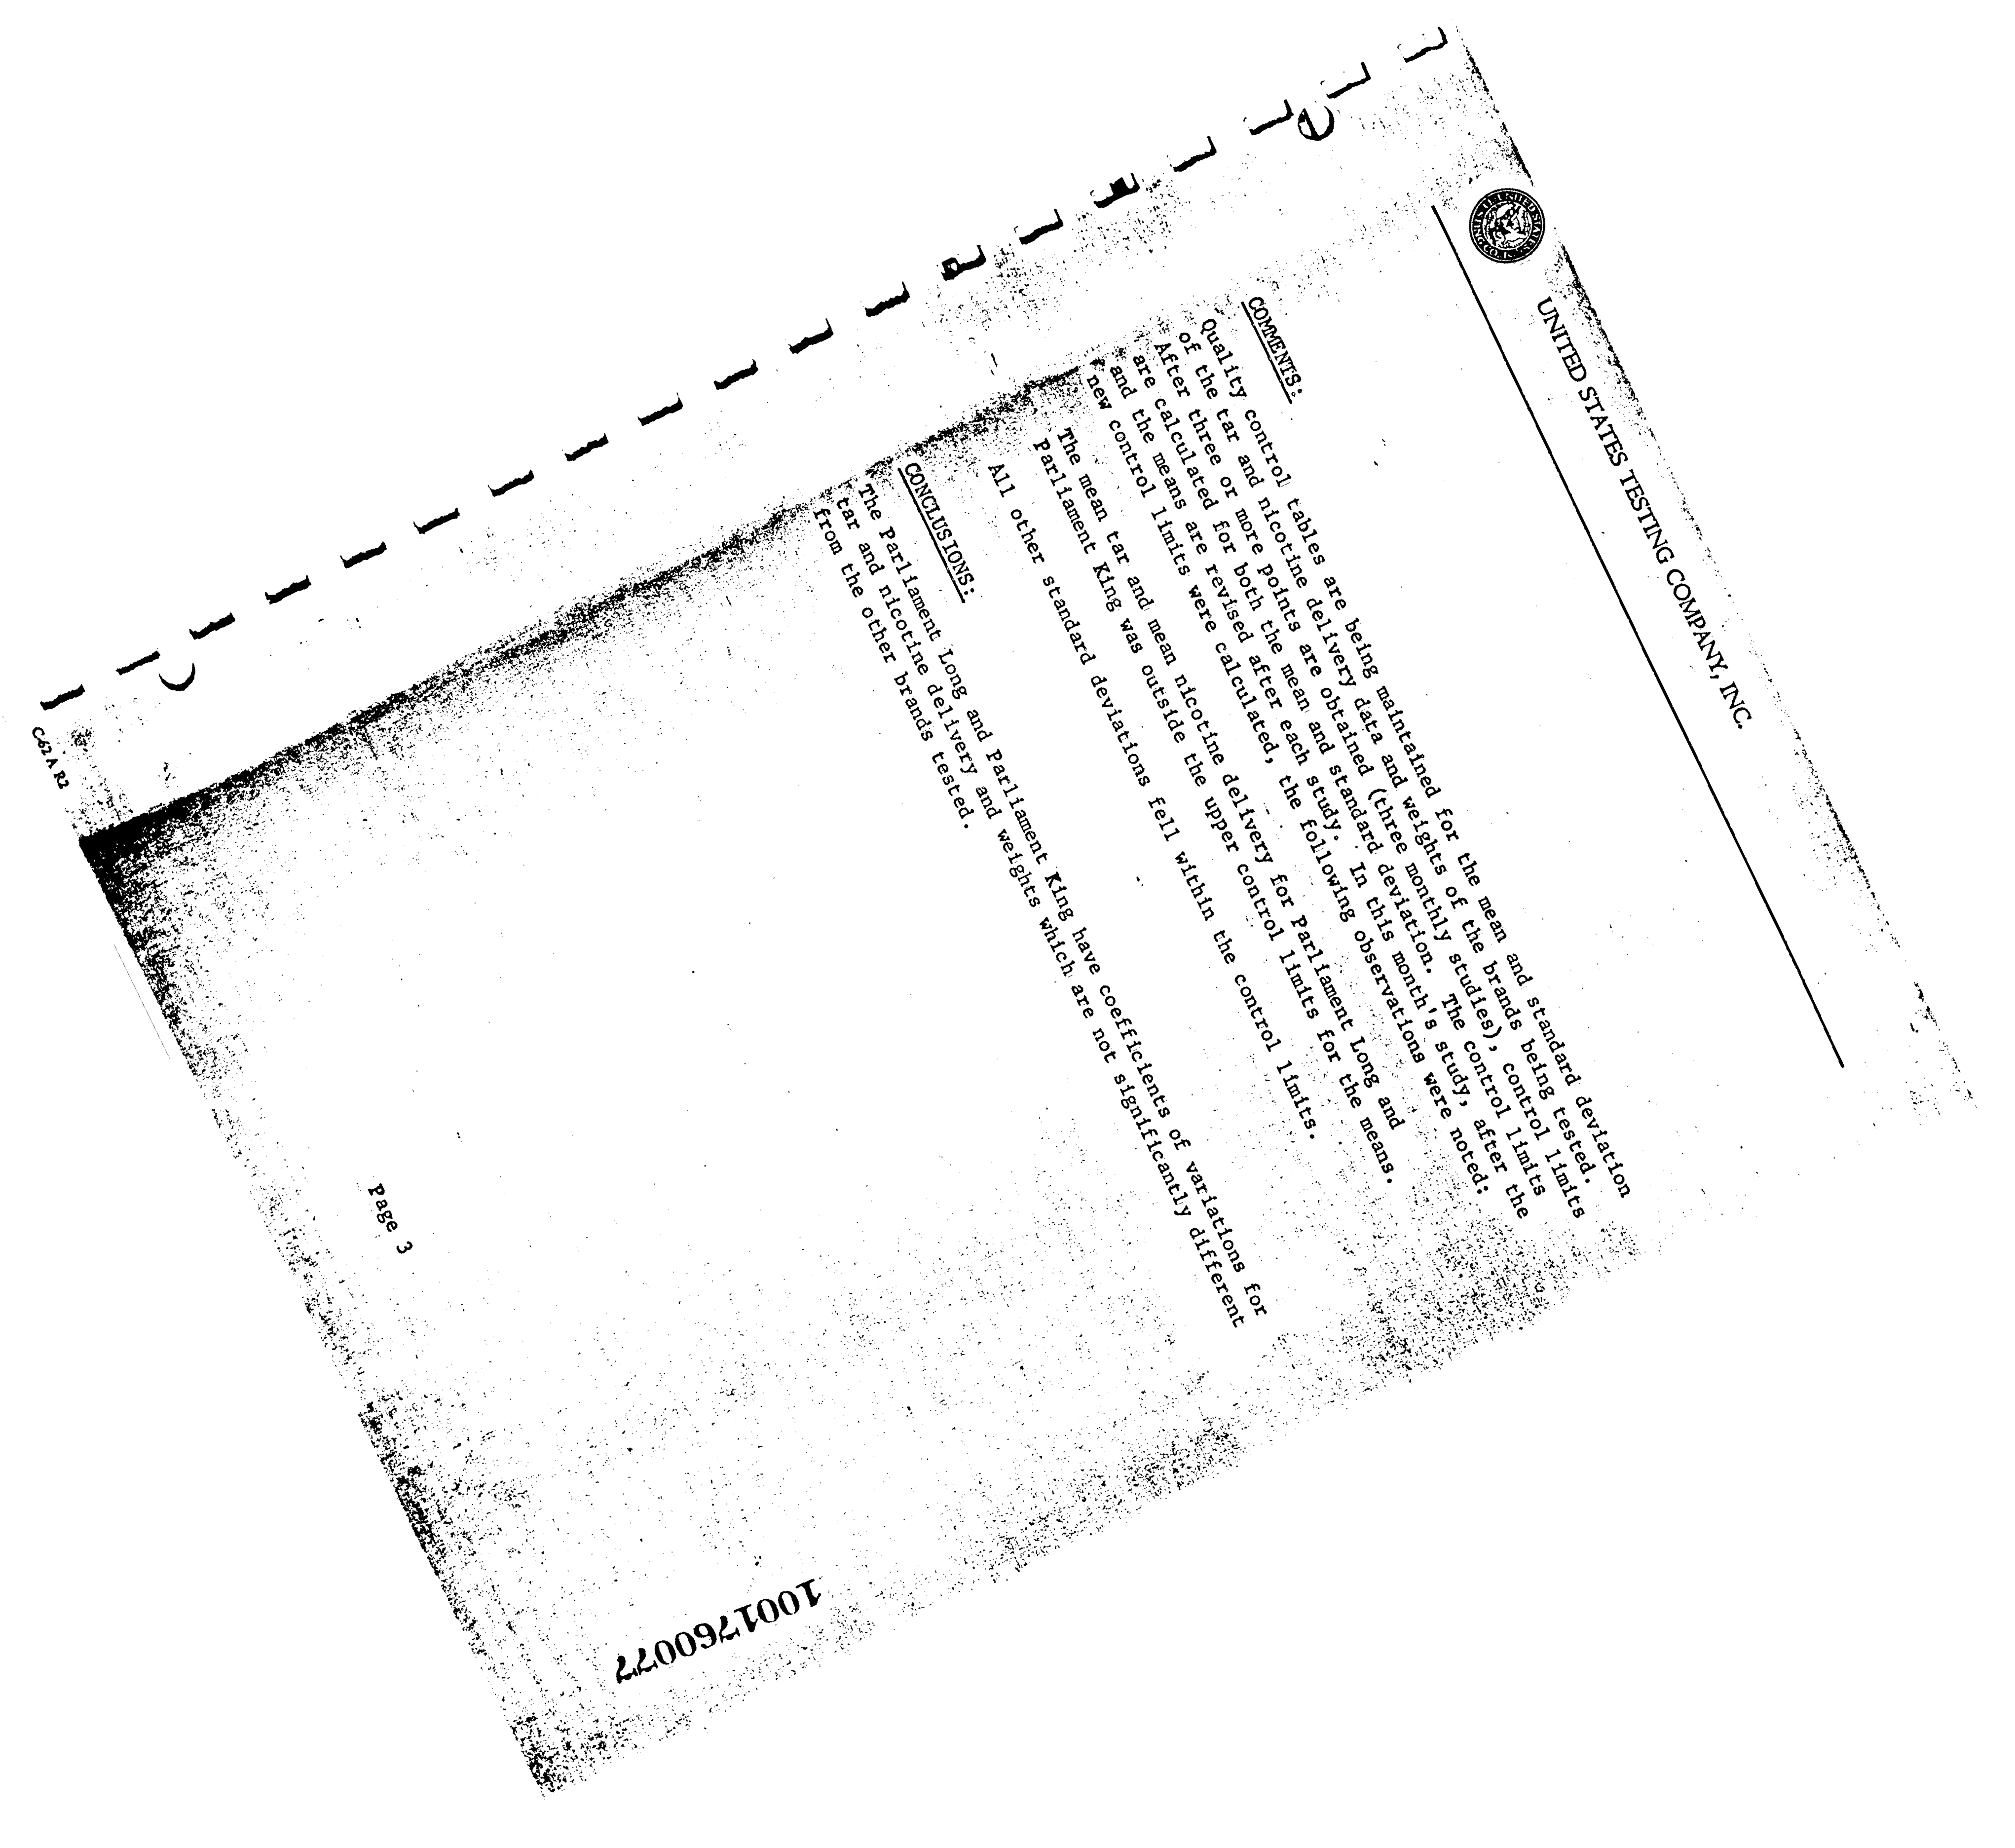 UNITED STATES TESTING COMPANY, INC.
COMMENTS:
Quality control tables are being maintained for the mean and standard deviation
of the tar and nicotine delivery data and weights of the brands being tested.
After three or more points are obtained (three monthly studies), control limits
are calculated for both the mean and standard deviation. The control limits
and the means are revised after each study. In this month's study, after the
new control limits were calculated, the following observations were noted:
The mean tar and mean nicotine delivery for Parliament Long and
Parliament King was outside the upper control limits for the means.
All other standard deviations fell within the control limits.
CONCLUSIONS:
The Parliament Long and Parliament King have coefficients of variations for
tar and nicotine delivery and weights which are not significantly different
from the other brands tested.
Page 3
C-62A R2
1001760077